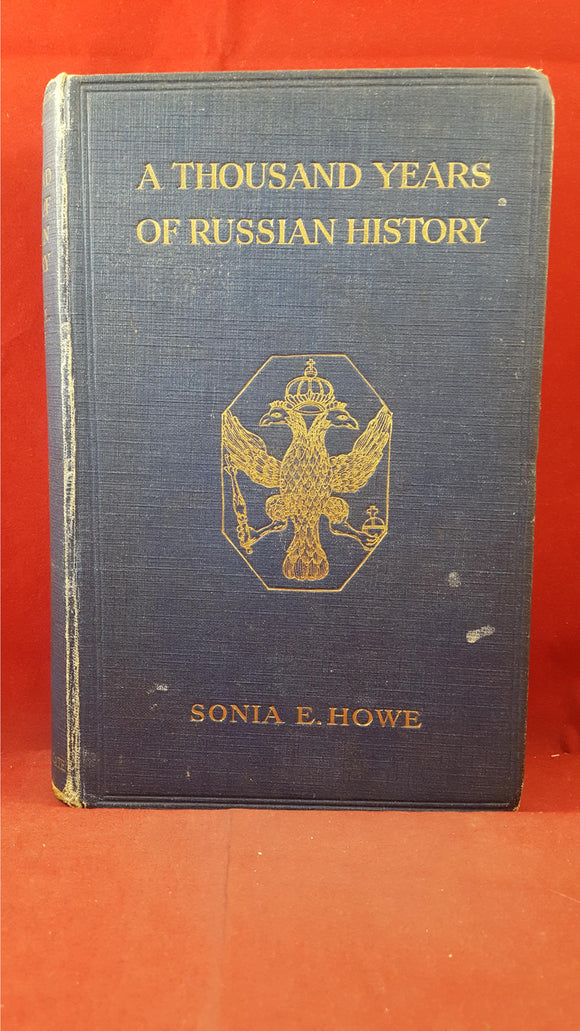 A THOUSAND YEARS
OF RUSSIAN HISTORY
SONIA E. HOWE